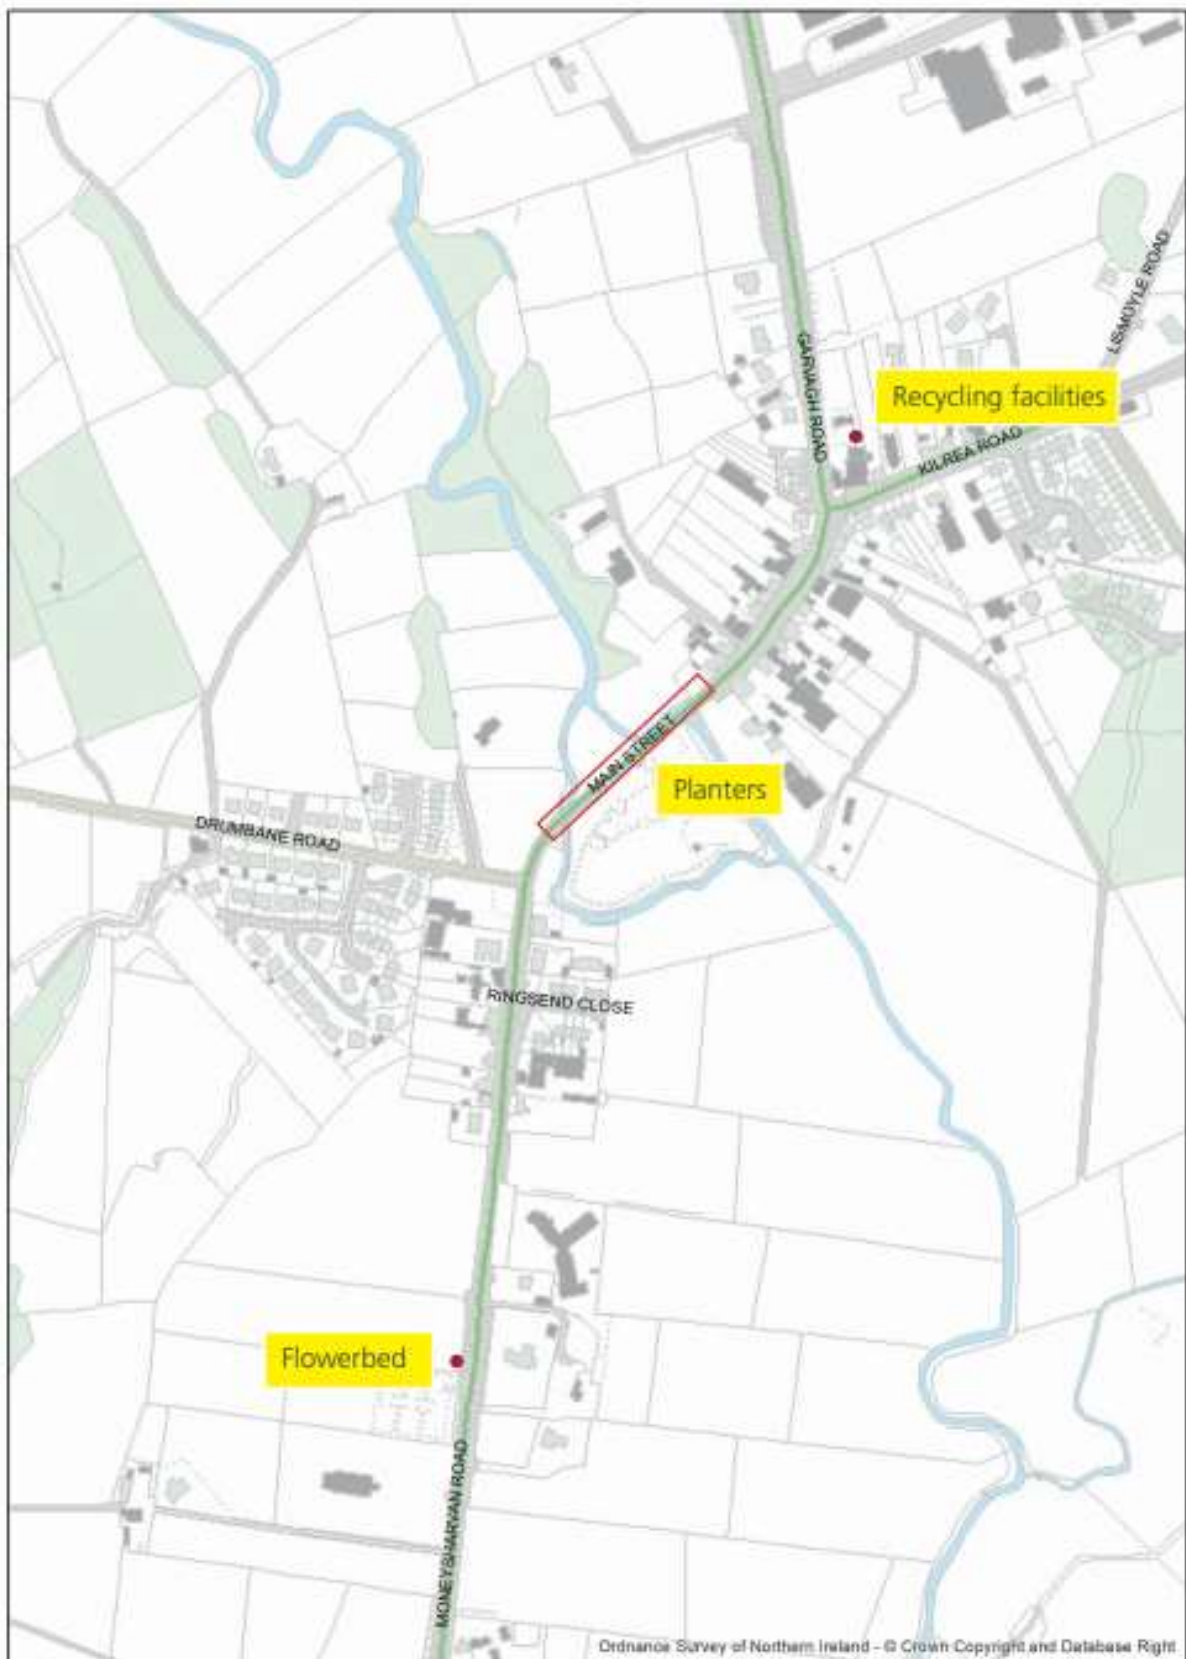 LISMOYLE ROAD
GARVAGH ROAD
Recycling facilities
KILREA ROAD
MAIN STREET
Planters
DRUMBANE ROAD
RINGSEND CLOSE
Flowerbed
MONEYSHARVAN ROAD
Ordnance Survey of Northern Ireland - © Crown Copyright and Database Right